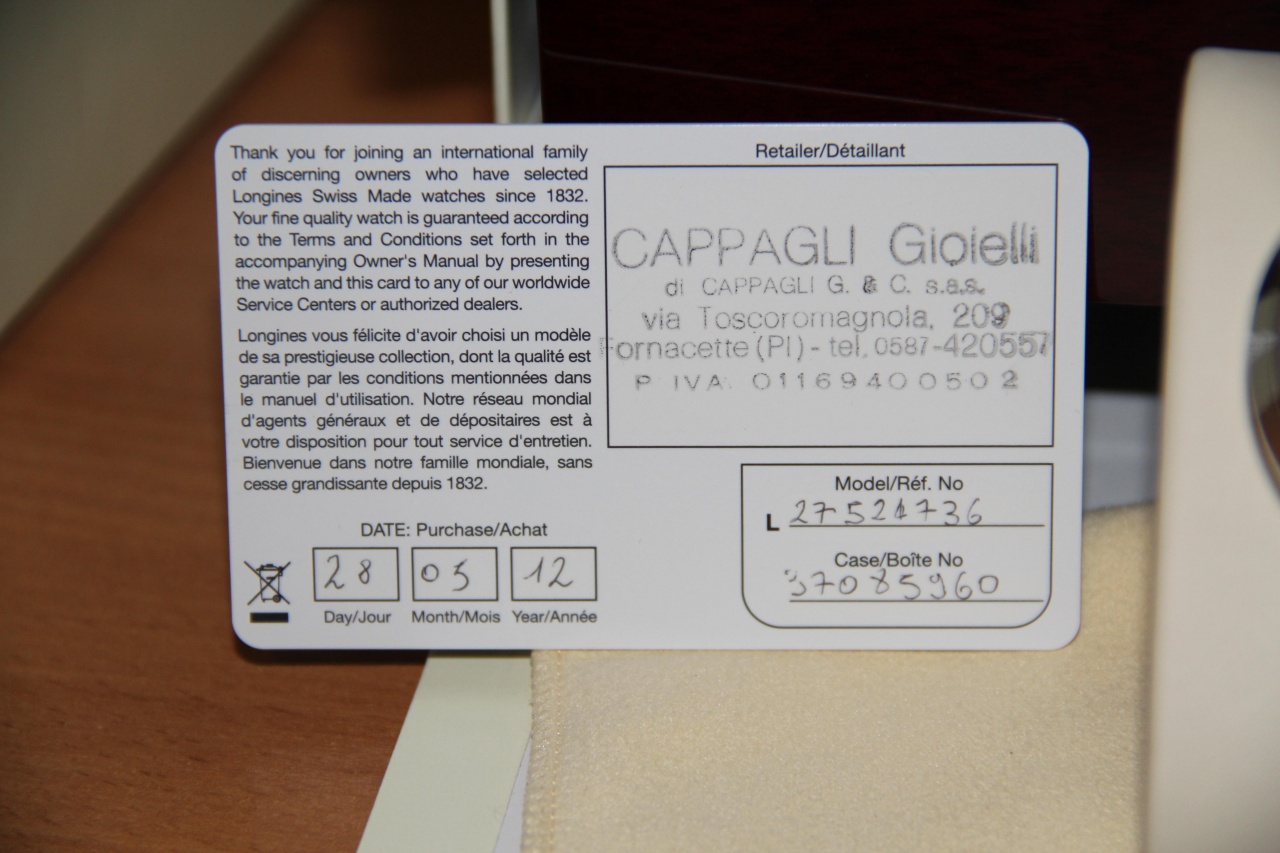 Thank you for joining an international family
of discerning owners who have selected
Longines Swiss Made watches since 1832.
Your fine quality watch is guaranteed according
to the Terms and Conditions set forth in the
accompanying Owner's Manual by presenting
the watch and this card to any of our worldwide
Service Centers or authorized dealers.
Longines vous félicite d'avoir choisi un modèle
de sa prestigieuse collection, dont la qualité est
garantie par les conditions mentionnées dans
le manuel d'utilisation. Notre réseau mondial
d'agents généraux et de dépositaires est à
votre disposition pour tout service d'entretien.
Bienvenue dans notre famille mondiale, sans
cesse grandissante depuis 1832.
DATE: Purchase/Achat
28 05 12
Day/Jour Month/Mois Year/Année
Retailer/Détaillant
CAPPAGLI Gioielli
di CAPPAGLI G. & C. s.a.s.
via Toscoromagnola, 209
Fornacette (PI) - tel. 0587-420557
P. IVA. 01169400502
Model/Réf. No
L 27521736
Case/Boîte No
37085960